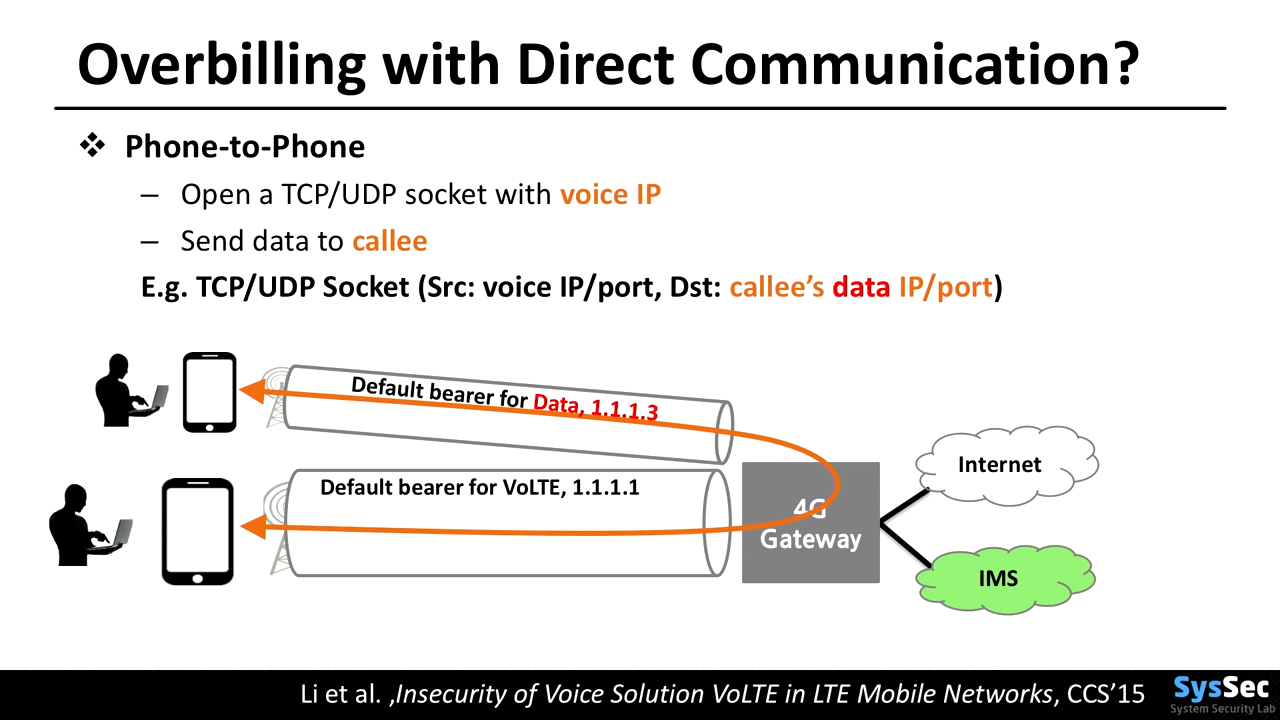 Overbilling with Direct Communication?
❖ Phone-to-Phone
– Open a TCP/UDP socket with voice IP
– Send data to callee
E.g. TCP/UDP Socket (Src: voice IP/port, Dst: callee's data IP/port)
Default bearer for Data, 1.1.1.3
Default bearer for VoLTE, 1.1.1.1
4G
Gateway
Internet
IMS
Li et al. ,Insecurity of Voice Solution VoLTE in LTE Mobile Networks, CCS'15
SysSec
System Security Lab